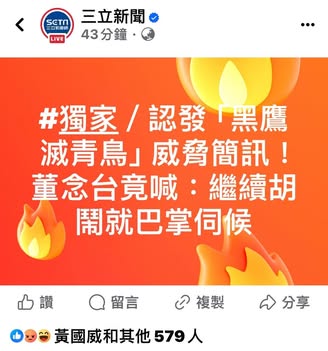 SETN
三立新聞網
LIVE
三立新聞
43分鐘 ·
#獨家/認發「黑鷹
滅青鳥」威脅簡訊！
董念台竟喊：繼續胡
鬧就巴掌伺候
讚
留言
複製
分享
黃國威和其他 579 人